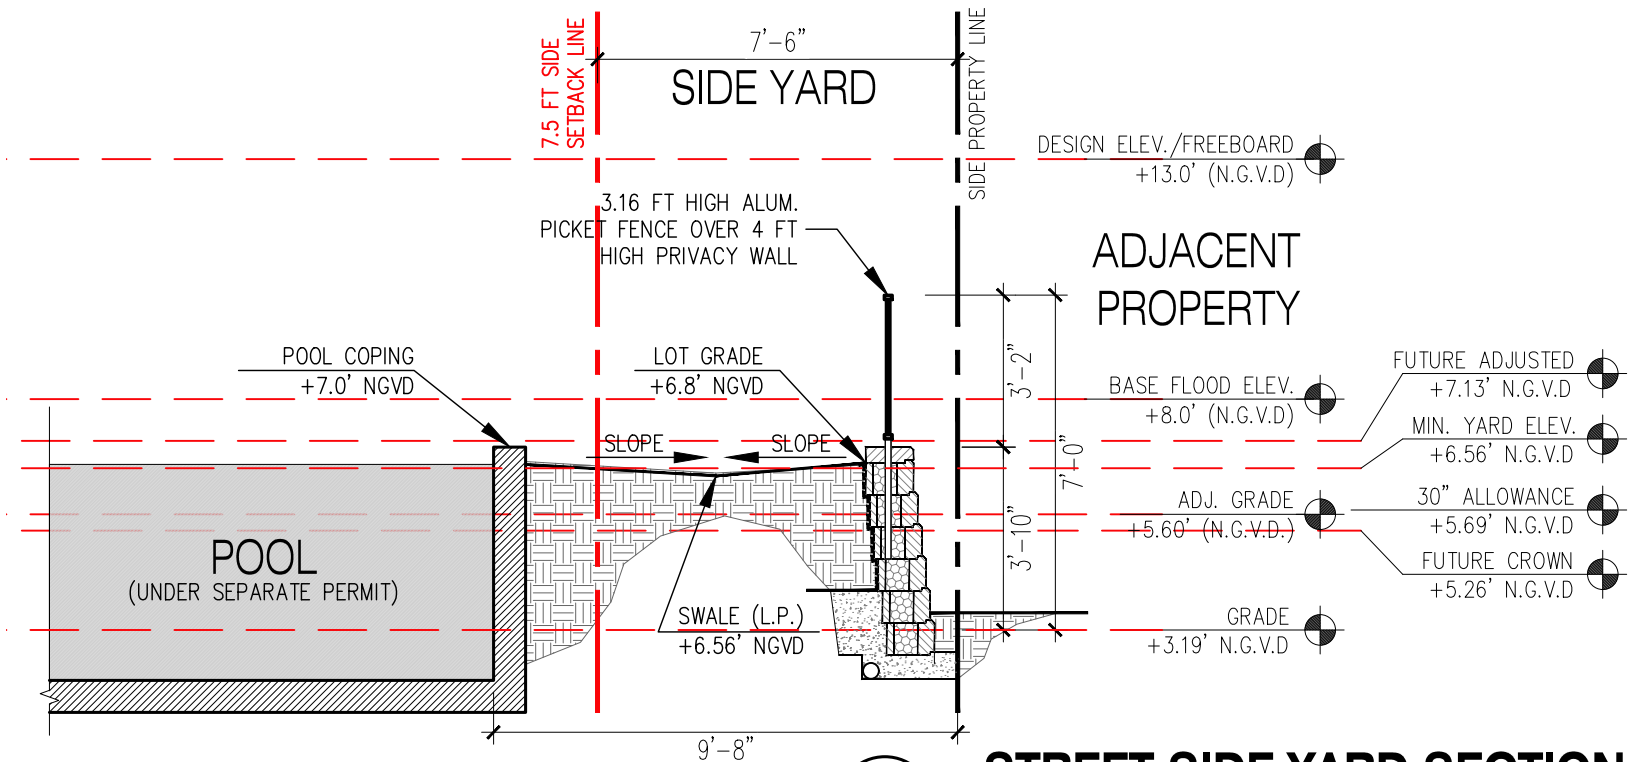 7.5 FT SIDE
SETBACK LINE
7'-6"
SIDE YARD
SIDE PROPERTY LINE
DESIGN ELEV./FREEBOARD
+13.0' (N.G.V.D)
3.16 FT HIGH ALUM.
PICKET FENCE OVER 4 FT
HIGH PRIVACY WALL
ADJACENT
PROPERTY
POOL COPING
+7.0' NGVD
LOT GRADE
+6.8' NGVD
3'-2"
BASE FLOOD ELEV.
+8.0' (N.G.V.D)
FUTURE ADJUSTED
+7.13' N.G.V.D
SLOPE
SLOPE
7'-0"
MIN. YARD ELEV.
+6.56' N.G.V.D
ADJ. GRADE
+5.60' (N.G.V.D.)
30" ALLOWANCE
+5.69' N.G.V.D
3'-10"
POOL
(UNDER SEPARATE PERMIT)
FUTURE CROWN
+5.26' N.G.V.D
SWALE (L.P.)
+6.56' NGVD
GRADE
+3.19' N.G.V.D
9'-8"
STREET SIDE YARD SECTION